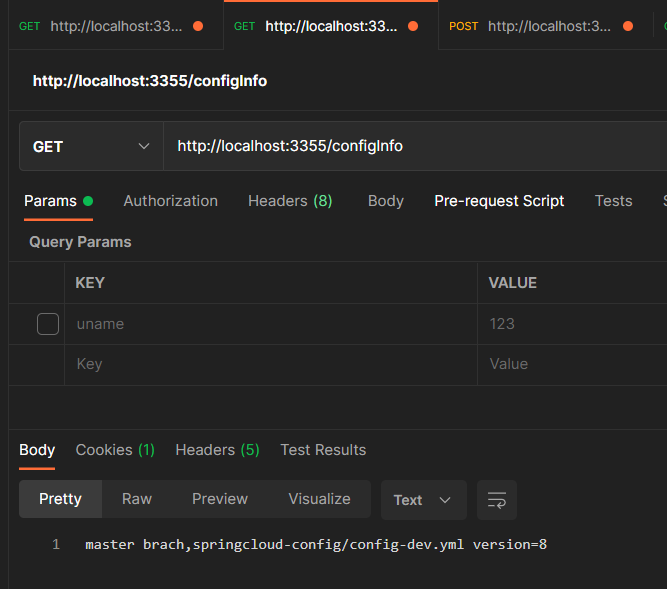 GET http://localhost:33...
GET http://localhost:33...
POST http://localhost:3...
http://localhost:3355/configInfo
GET http://localhost:3355/configInfo
Params Authorization Headers (8) Body Pre-request Script Tests
Query Params
KEY VALUE
uname 123
Key Value
Body Cookies (1) Headers (5) Test Results
Pretty Raw Preview Visualize Text
1 master brach,springcloud-config/config-dev.yml version=8